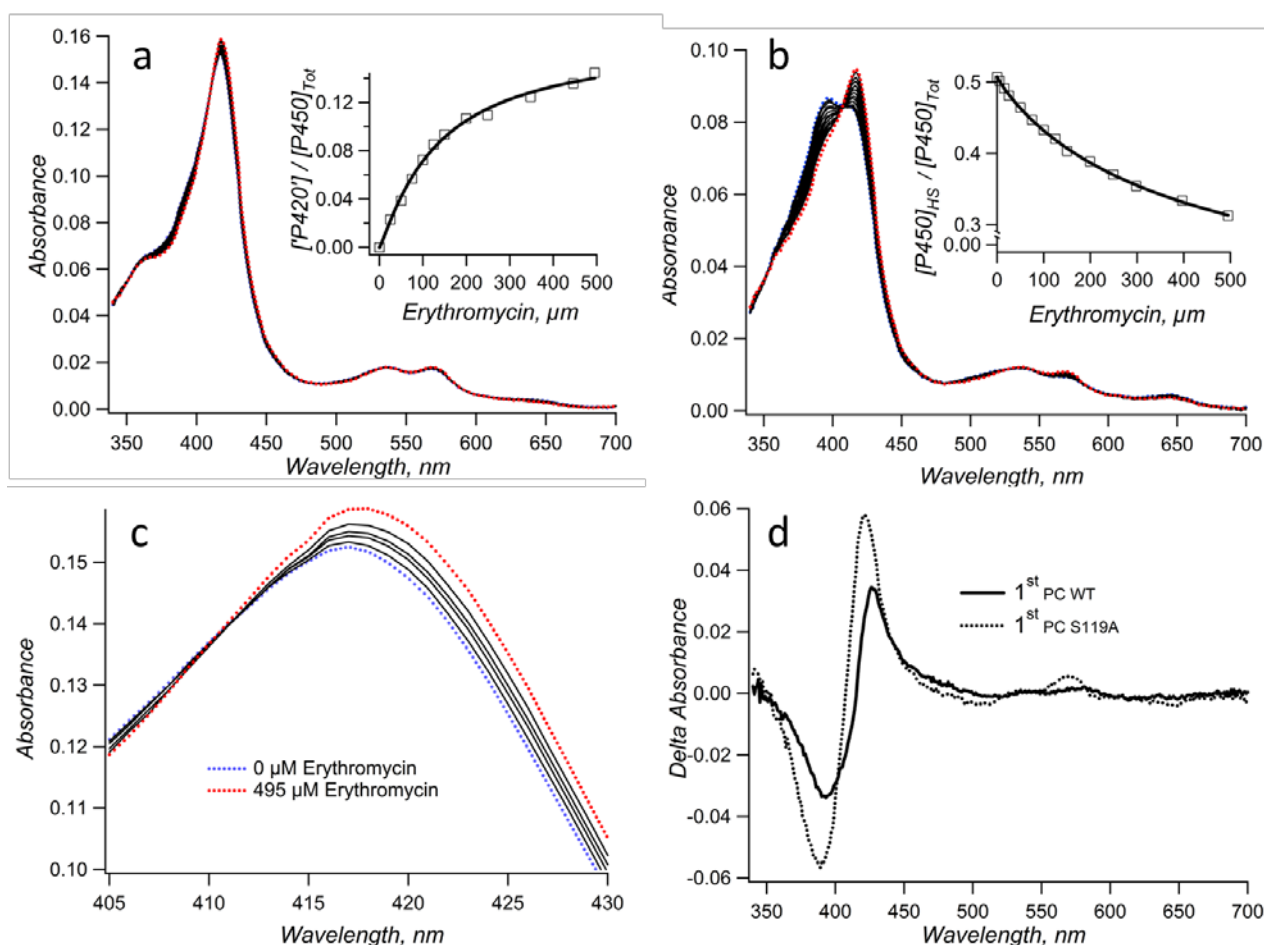 a
0.16
0.14
0.12
0.10
0.08
0.06
0.04
0.02
0.00
Absorbance
350 400 450 500 550 600 650 700
Wavelength, nm
['P420'] / [P450]Tot
0.12
0.08
0.04
0.00
0 100 200 300 400 500
Erythromycin, µm
b
0.10
0.08
0.06
0.04
0.02
0.00
Absorbance
350 400 450 500 550 600 650 700
Wavelength, nm
[P450]HS / [P450]Tot
0.5
0.4
0.3
0.00
0 100 200 300 400 500
Erythromycin, µm
c
0.15
0.14
0.13
0.12
0.11
0.10
Absorbance
0 µM Erythromycin
495 µM Erythromycin
405 410 415 420 425 430
Wavelength, nm
d
0.06
0.04
0.02
0.00
-0.02
-0.04
-0.06
Delta Absorbance
1st PC WT
1st PC S119A
350 400 450 500 550 600 650 700
Wavelength, nm